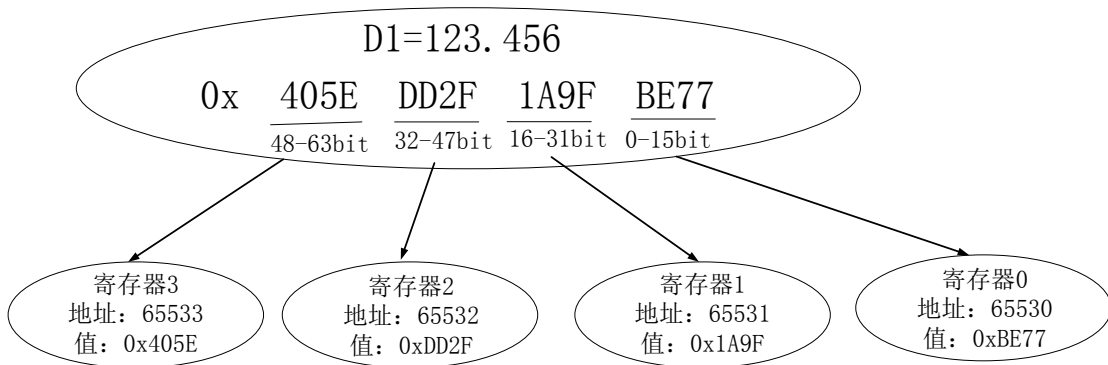 D1=123.456
0x 405E DD2F 1A9F BE77
48-63bit 32-47bit 16-31bit 0-15bit
寄存器3
地址：65533
值：0x405E
寄存器2
地址：65532
值：0xDD2F
寄存器1
地址：65531
值：0x1A9F
寄存器0
地址：65530
值：0xBE77